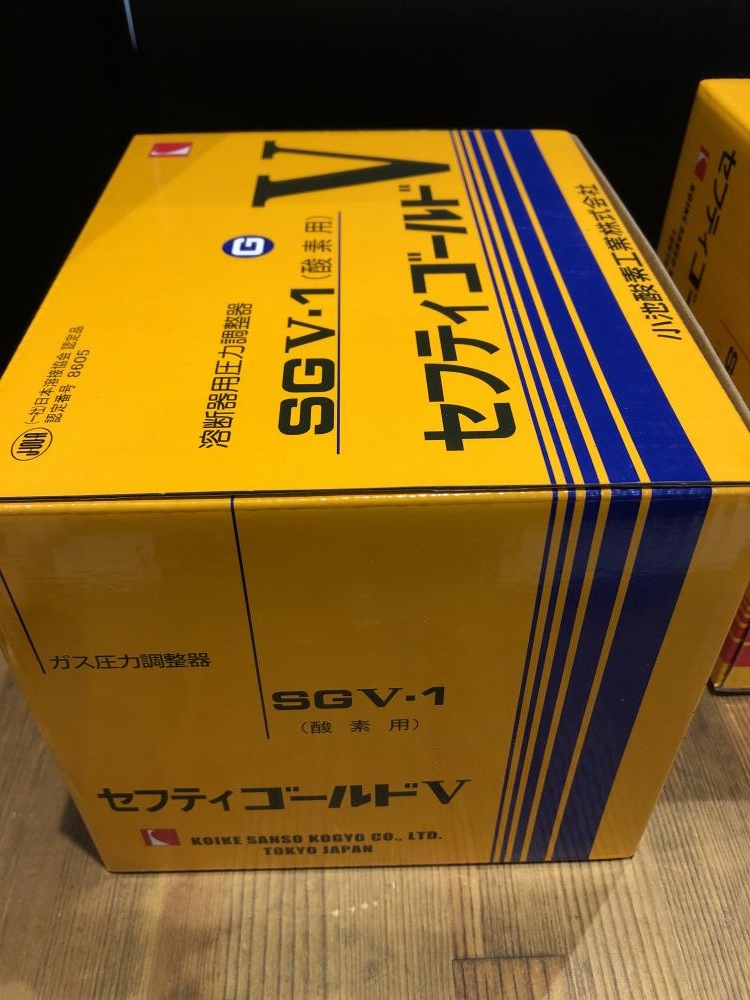 セフティゴールドV
小池酸素工業株式会社
溶断器用圧力調整器 G
SGV-1(酸素用)
JWA
(一社)日本溶接協会 認定品
認定番号 8605
ガス圧力調整器
SGV-1
(酸素用)
セフティゴールドV
KOIKE SANSO KOGYO CO., LTD.
TOKYO JAPAN